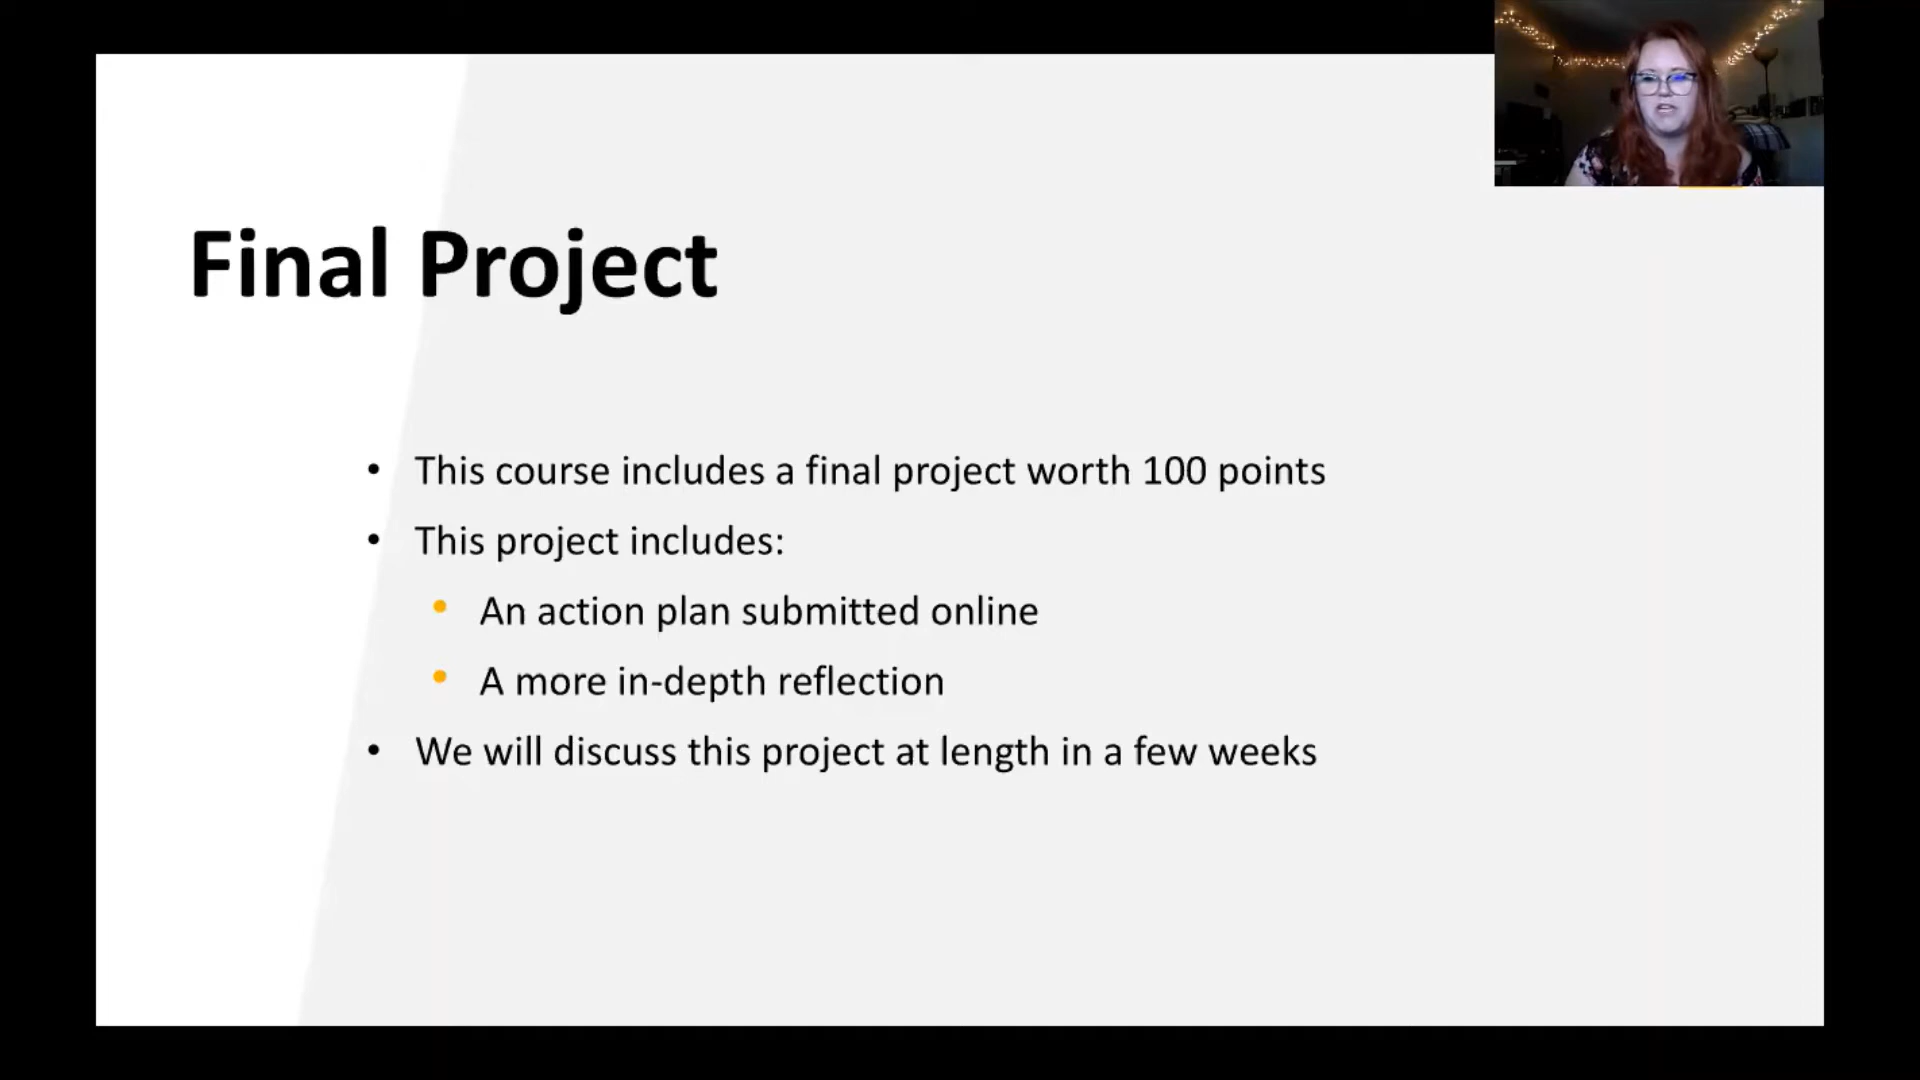 Final Project
• This course includes a final project worth 100 points
• This project includes:
• An action plan submitted online
• A more in-depth reflection
• We will discuss this project at length in a few weeks